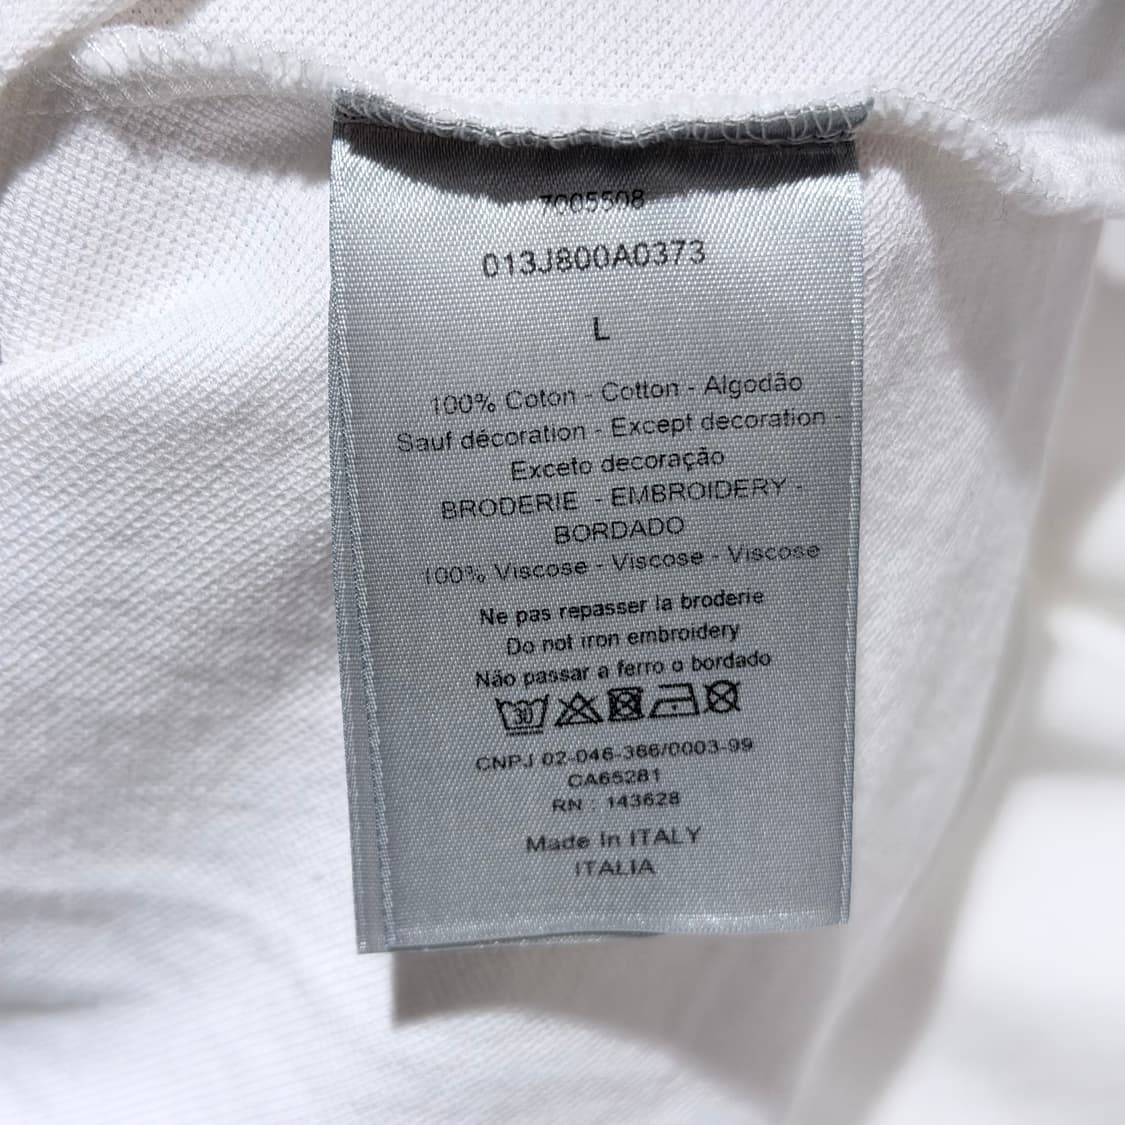 7005508
013J800A0373
L
100% Coton - Cotton - Algodão
Sauf décoration - Except decoration -
Exceto decoração
BRODERIE - EMBROIDERY -
BORDADO
100% Viscose - Viscose - Viscose
Ne pas repasser la broderie
Do not iron embroidery
Não passar a ferro o bordado
30
CNPJ 02-046-366/0003-99
CA65281
RN : 143628
Made In ITALY
ITALIA